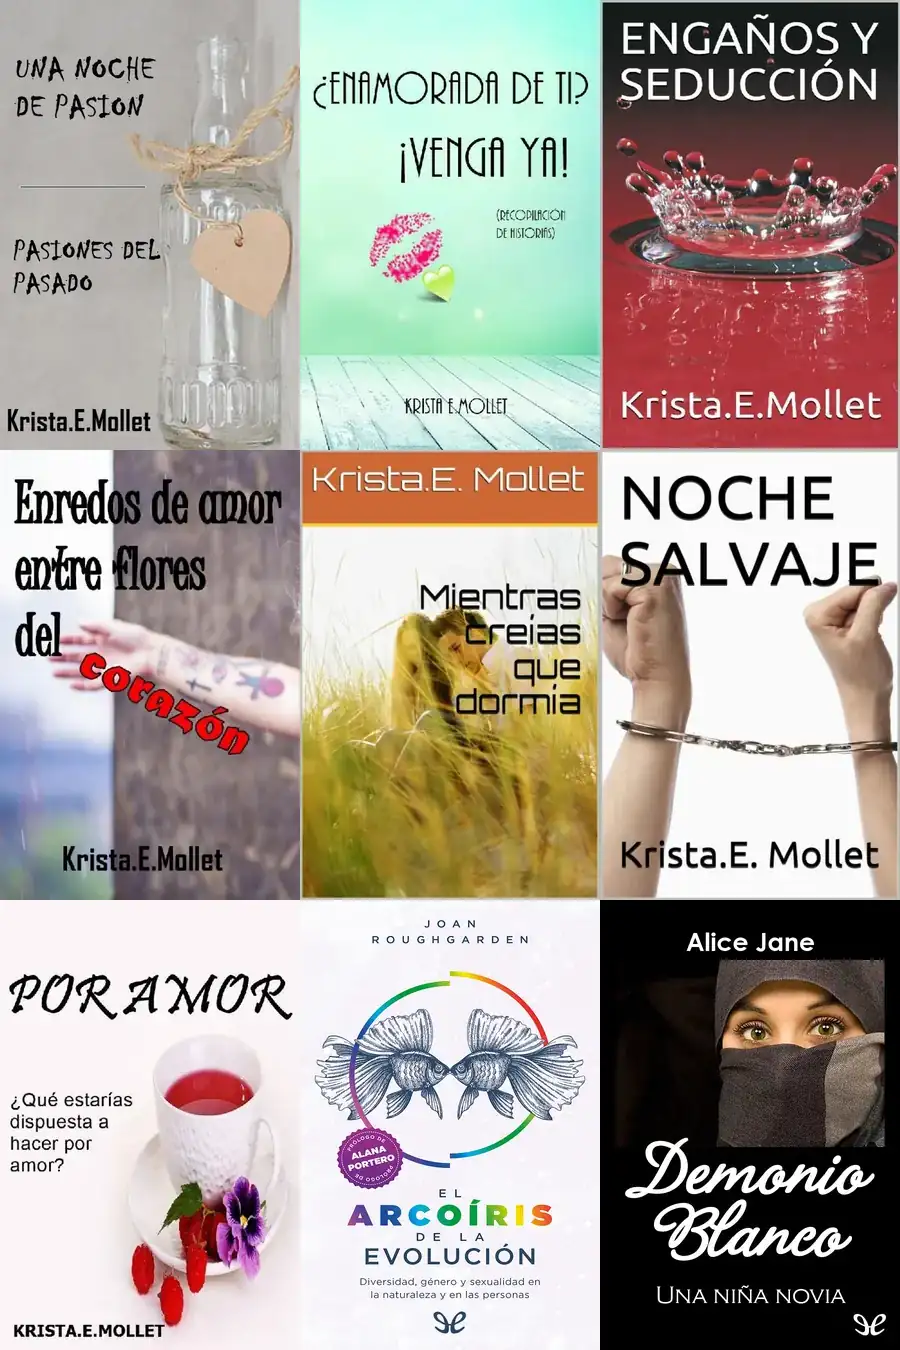 UNA NOCHE
DE PASION
PASIONES DEL
PASADO
Krista.E.Mollet
¿ENAMORADA DE TI?
¡VENGA YA!
(RECOPILACIÓN
DE HISTORIAS)
KRISTA E.MOLLET
ENGAÑOS Y
SEDUCCIÓN
Krista.E.Mollet
Enredos de amor
entre flores
del
corazón
Krista.E.Mollet
Krista.E. Mollet
Mientras
creías
que
dormía
NOCHE
SALVAJE
Krista.E. Mollet
POR AMOR
¿Qué estarías
dispuesta a
hacer por
amor?
KRISTA.E.MOLLET
JOAN
ROUGHGARDEN
PRÓLOGO DE
ALANA
PORTERO
PRÓLOGO DE
EL
ARCOÍRIS
DE LA
EVOLUCIÓN
Diversidad, género y sexualidad en
la naturaleza y en las personas
Alice Jane
Demonio
Blanco
UNA NIÑA NOVIA